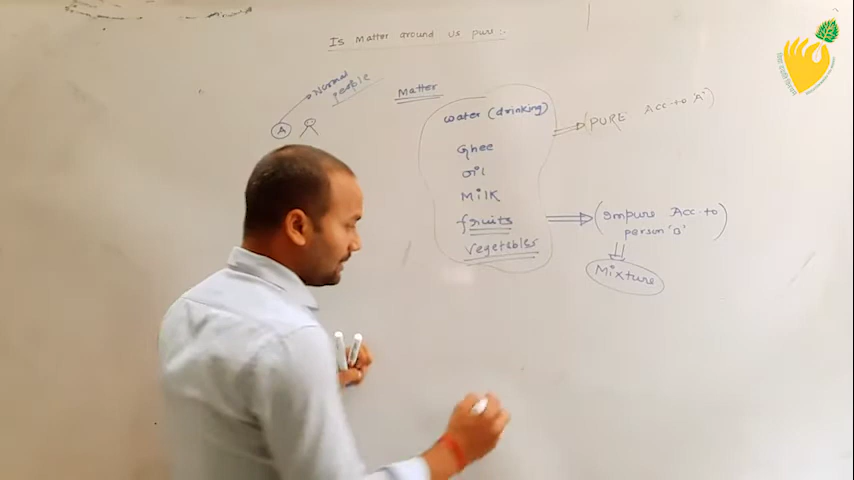 Is Matter around us pure:-
Normal people
Matter
A
water (drinking)
PURE Acc. to 'A'
Ghee
oil
Milk
fruits
(Impure Acc. to
person 'B'
vegetables
Mixture